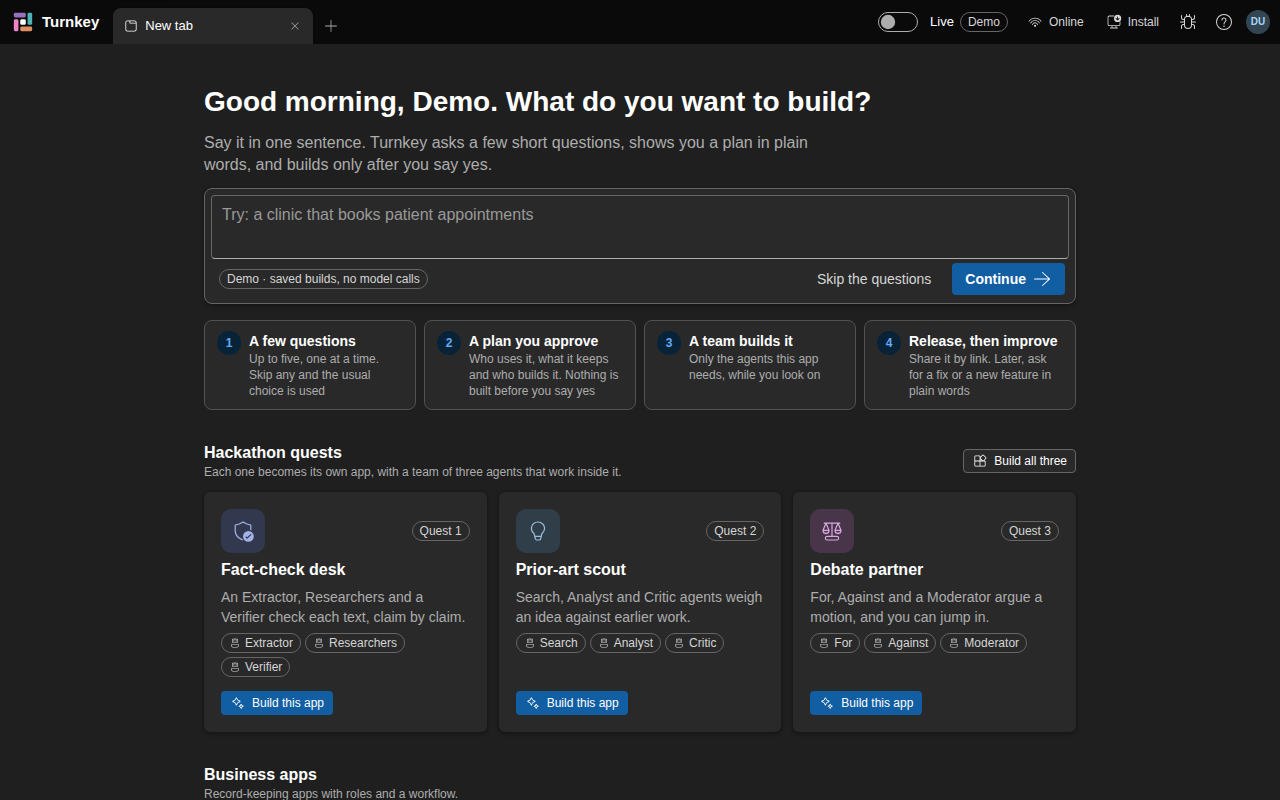 Turnkey
New tab
Live
Demo
Online
Install
DU
Good morning, Demo. What do you want to build?
Say it in one sentence. Turnkey asks a few short questions, shows you a plan in plain
words, and builds only after you say yes.
Try: a clinic that books patient appointments
Demo · saved builds, no model calls
Skip the questions
Continue
1
A few questions
Up to five, one at a time.
Skip any and the usual
choice is used
2
A plan you approve
Who uses it, what it keeps
and who builds it. Nothing is
built before you say yes
3
A team builds it
Only the agents this app
needs, while you look on
4
Release, then improve
Share it by link. Later, ask
for a fix or a new feature in
plain words
Hackathon quests
Each one becomes its own app, with a team of three agents that work inside it.
Build all three
Quest 1
Fact-check desk
An Extractor, Researchers and a
Verifier check each text, claim by claim.
Extractor
Researchers
Verifier
Build this app
Quest 2
Prior-art scout
Search, Analyst and Critic agents weigh
an idea against earlier work.
Search
Analyst
Critic
Build this app
Quest 3
Debate partner
For, Against and a Moderator argue a
motion, and you can jump in.
For
Against
Moderator
Build this app
Business apps
Record-keeping apps with roles and a workflow.